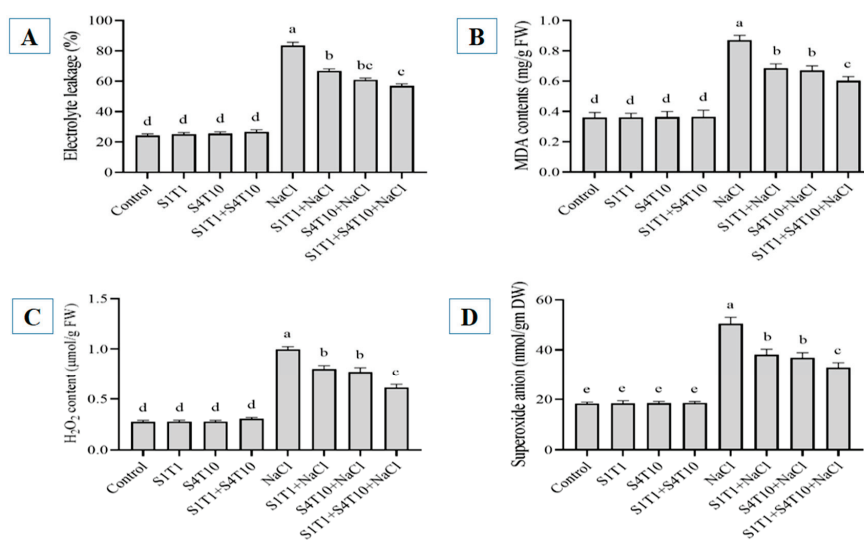 A
Electrolyte leakage (%)
100
80
60
40
20
0
d
d
d
d
a
b
bc
c
Control
S1T1
S4T10
S1T1+S4T10
NaCl
S1T1+NaCl
S4T10+NaCl
S1T1+S4T10+NaCl
B
MDA contents (mg/g FW)
1.0
0.8
0.6
0.4
0.2
0.0
d
d
d
d
a
b
b
c
Control
S1T1
S4T10
S1T1+S4T10
NaCl
S1T1+NaCl
S4T10+NaCl
S1T1+S4T10+NaCl
C
H₂O₂ content (µmol/g FW)
1.5
1.0
0.5
0.0
d
d
d
d
a
b
b
c
Control
S1T1
S4T10
S1T1+S4T10
NaCl
S1T1+NaCl
S4T10+NaCl
S1T1+S4T10+NaCl
D
Superoxide anion (nmol/gm DW)
60
40
20
0
e
e
e
e
a
b
b
c
Control
S1T1
S4T10
S1T1+S4T10
NaCl
S1T1+NaCl
S4T10+NaCl
S1T1+S4T10+NaCl